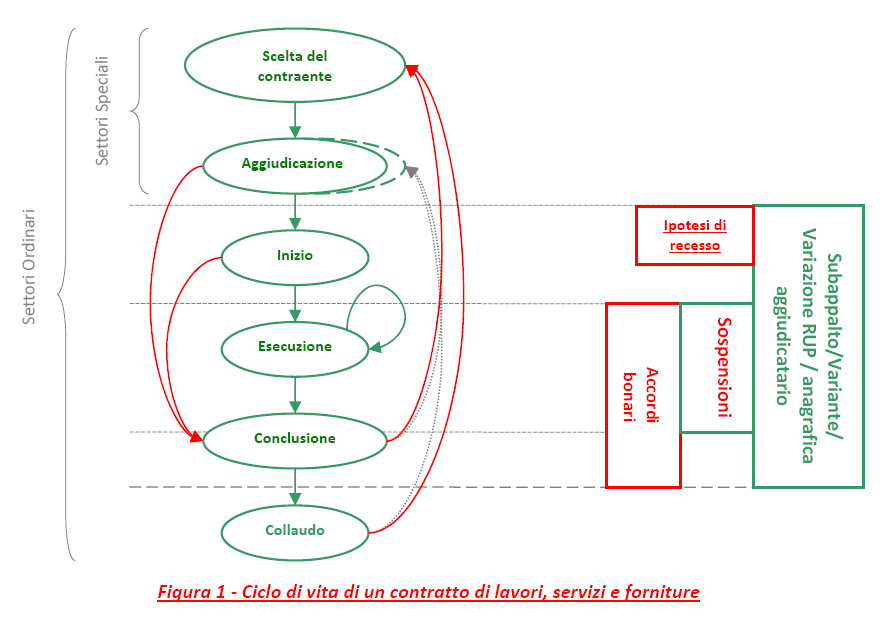 Settori Ordinari
Settori Speciali
Scelta del
contraente
Aggiudicazione
Inizio
Esecuzione
Conclusione
Collaudo
Ipotesi di
recesso
Accordi
bonari
Sospensioni
Subappalto/Variante/
Variazione RUP / anagrafica
aggiudicatario
Figura 1 - Ciclo di vita di un contratto di lavori, servizi e forniture